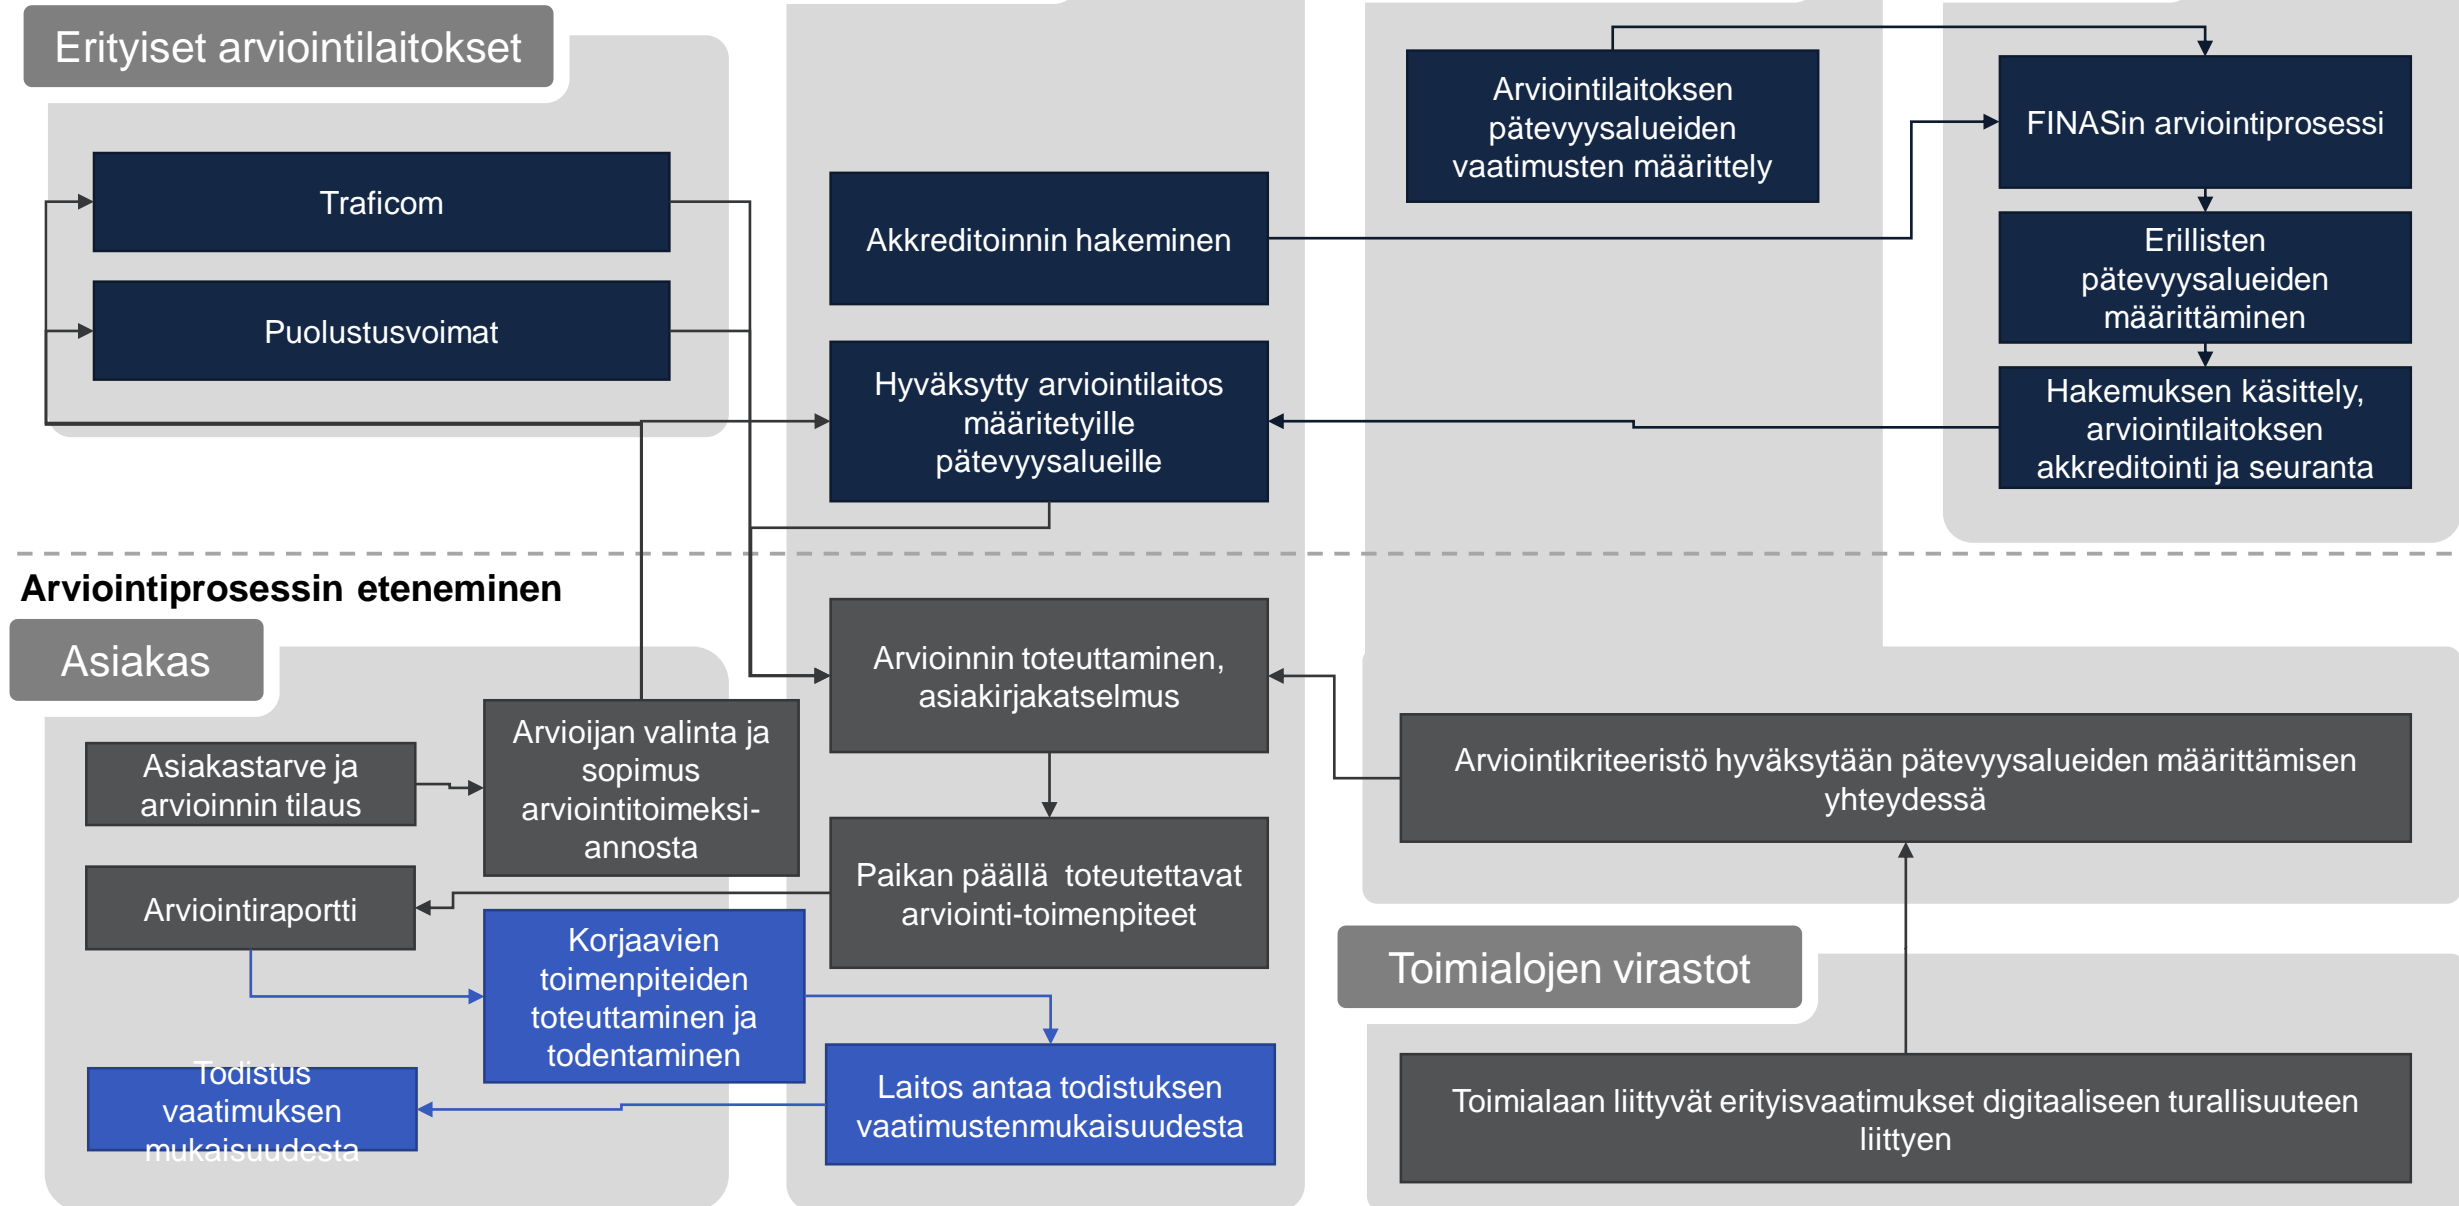 Erityiset arviointilaitokset
Traficom
Puolustusvoimat
Akkreditoinnin hakeminen
Hyväksytty arviointilaitos
määritetyille
pätevyysalueille
Arviointilaitoksen
pätevyysalueiden
vaatimusten määrittely
FINASin arviointiprosessi
Erillisten
pätevyysalueiden
määrittäminen
Hakemuksen käsittely,
arviointilaitoksen
akkreditointi ja seuranta
Arviointiprosessin eteneminen
Asiakas
Asiakastarve ja
arvioinnin tilaus
Arvioijan valinta ja
sopimus
arviointitoimeksi-
annosta
Arviointiraportti
Korjaavien
toimenpiteiden
toteuttaminen ja
todentaminen
Todistus
vaatimuksen
mukaisuudesta
Arvioinnin toteuttaminen,
asiakirjakatselmus
Paikan päällä  toteutettavat
arviointi-toimenpiteet
Laitos antaa todistuksen
vaatimustenmukaisuudesta
Arviointikriteeristö hyväksytään pätevyysalueiden määrittämisen
yhteydessä
Toimialojen virastot
Toimialaan liittyvät erityisvaatimukset digitaaliseen turallisuuteen
liittyen